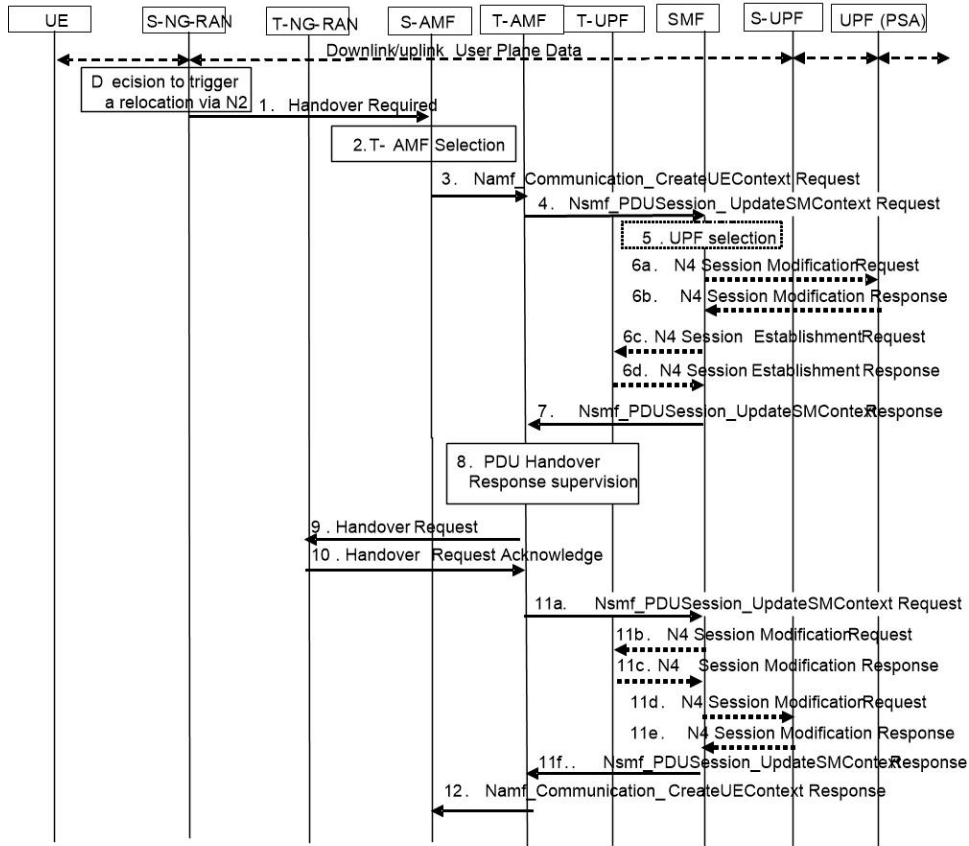 UE S-NG-RAN T-NG-RAN S-AMF T-AMF T-UPF SMF S-UPF UPF (PSA)
Downlink/uplink User Plane Data
D ecision to trigger
a relocation via N2
1. Handover Required
2.T- AMF Selection
3. Namf_Communication_CreateUEContext Request
4. Nsmf_PDUSession_UpdateSMContext Request
5 . UPF selection
6a. N4 Session ModificationRequest
6b. N4 Session Modification Response
6c. N4 Session EstablishmentRequest
6d. N4 Session Establishment Response
7. Nsmf_PDUSession_UpdateSMContextResponse
8. PDU Handover
Response supervision
9 . Handover Request
10 . Handover Request Acknowledge
11a. Nsmf_PDUSession_UpdateSMContext Request
11b. N4 Session ModificationRequest
11c. N4 Session Modification Response
11d. N4 Session ModificationRequest
11e. N4 Session Modification Response
11f.. Nsmf_PDUSession_UpdateSMContextResponse
12. Namf_Communication_CreateUEContext Response